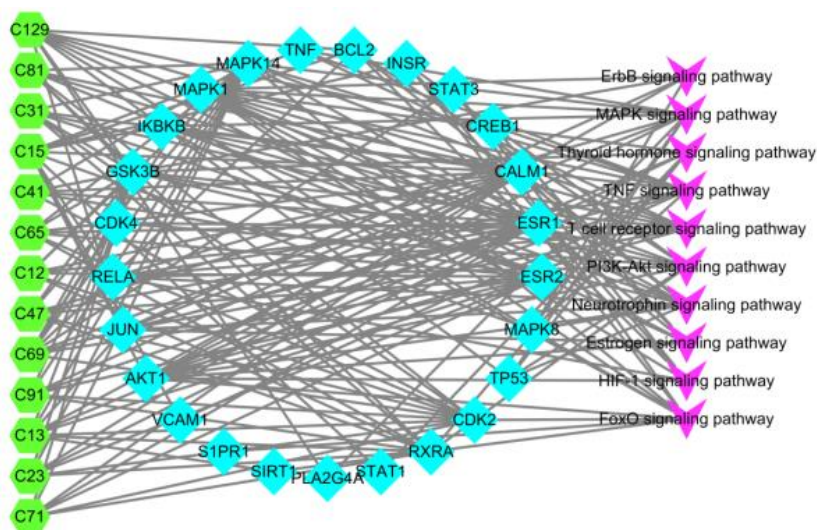 C129
C81
C31
C15
C41
C65
C12
C47
C69
C91
C13
C23
C71
TNF
BCL2
MAPK14
INSR
MAPK1
STAT3
IKBKB
CREB1
GSK3B
CALM1
CDK4
ESR1
RELA
ESR2
JUN
MAPK8
AKT1
TP53
VCAM1
CDK2
S1PR1
RXRA
SIRT1
PLA2G4A
STAT1
ErbB signaling pathway
MAPK signaling pathway
Thyroid hormone signaling pathway
TNF signaling pathway
T cell receptor signaling pathway
PI3K-Akt signaling pathway
Neurotrophin signaling pathway
Estrogen signaling pathway
HIF-1 signaling pathway
FoxO signaling pathway